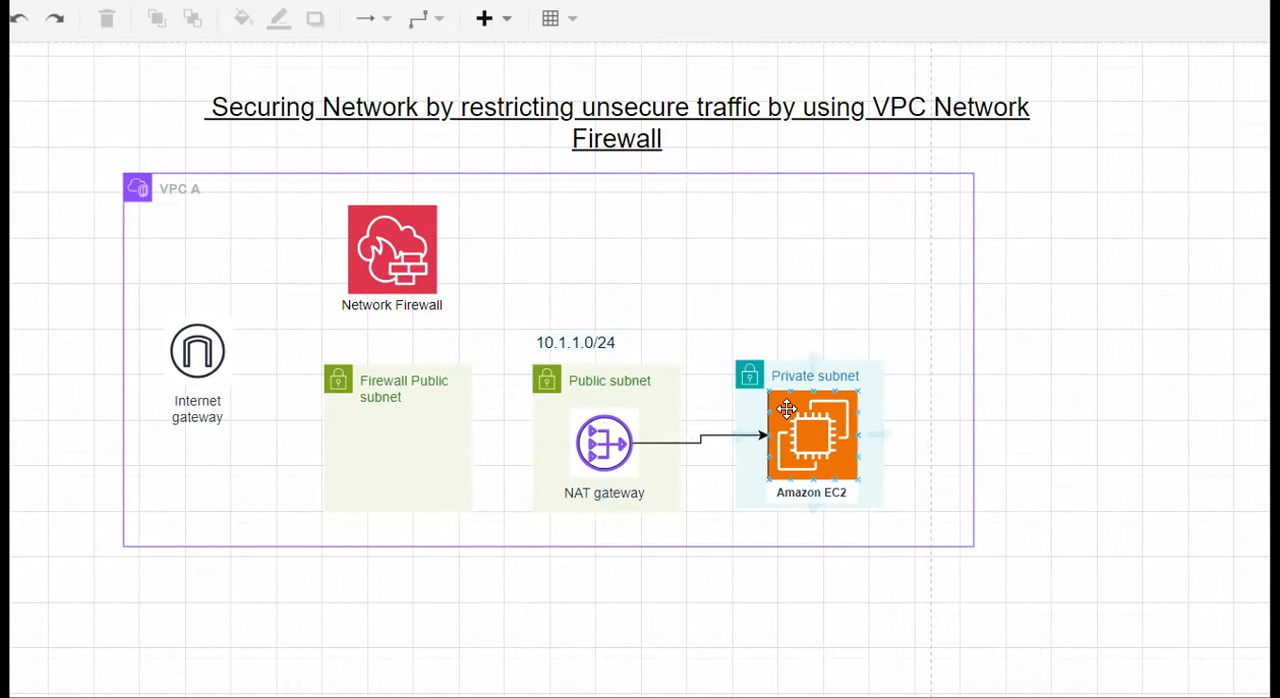 Securing Network by restricting unsecure traffic by using VPC Network
Firewall
VPC A
Network Firewall
10.1.1.0/24
Internet
gateway
Firewall Public
subnet
Public subnet
Private subnet
NAT gateway
Amazon EC2